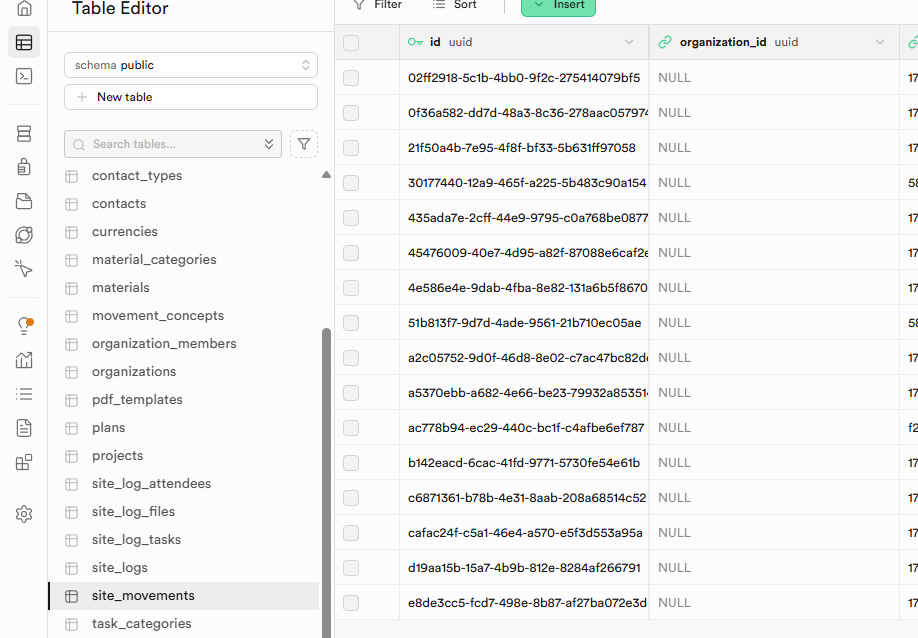 Table Editor
schema public
New table
Search tables...
contact_types
contacts
currencies
material_categories
materials
movement_concepts
organization_members
organizations
pdf_templates
plans
projects
site_log_attendees
site_log_files
site_log_tasks
site_logs
site_movements
task_categories
Filter Sort Insert
id uuid organization_id uuid
02ff2918-5c1b-4bb0-9f2c-275414079bf5 NULL 17
0f36a582-dd7d-48a3-8c36-278aac057974 NULL 17
21f50a4b-7e95-4f8f-bf33-5b631ff97058 NULL 17
30177440-12a9-465f-a225-5b483c90a154 NULL 58
435ada7e-2cff-44e9-9795-c0a768be0877 NULL 17
45476009-40e7-4d95-a82f-87088e6caf2e NULL 17
4e586e4e-9dab-4fba-8e82-131a6b5f8670 NULL 17
51b813f7-9d7d-4ade-9561-21b710ec05ae NULL 58
a2c05752-9d0f-46d8-8e02-c7ac47bc82d NULL 17
a5370ebb-a682-4e66-be23-79932a85351 NULL 17
ac778b94-ec29-440c-bc1f-c4afbe6ef787 NULL f2
b142eacd-6cac-41fd-9771-5730fe54e61b NULL 17
c6871361-b78b-4e31-8aab-208a68514c52 NULL 17
cafac24f-c5a1-46e4-a570-e5f3d553a95a NULL 17
d19aa15b-15a7-4b9b-812e-8284af266791 NULL 17
e8de3cc5-fcd7-498e-8b87-af27ba072e3d NULL 17